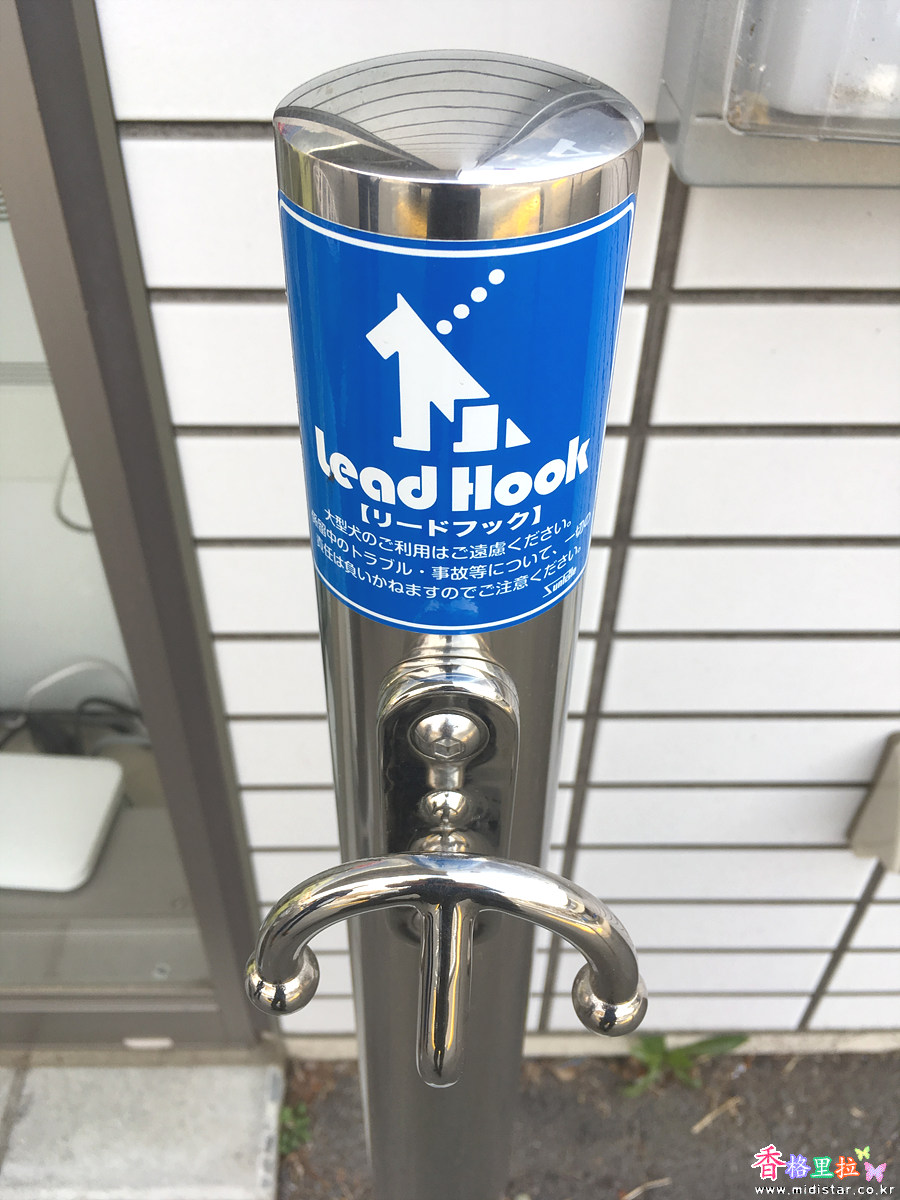 Lead Hook
【リードフック】
大型犬のご利用はご遠慮ください。
係留中のトラブル・事故等について、一切の
責任は負いかねますのでご注意ください。
香格里拉
www.midistar.co.kr